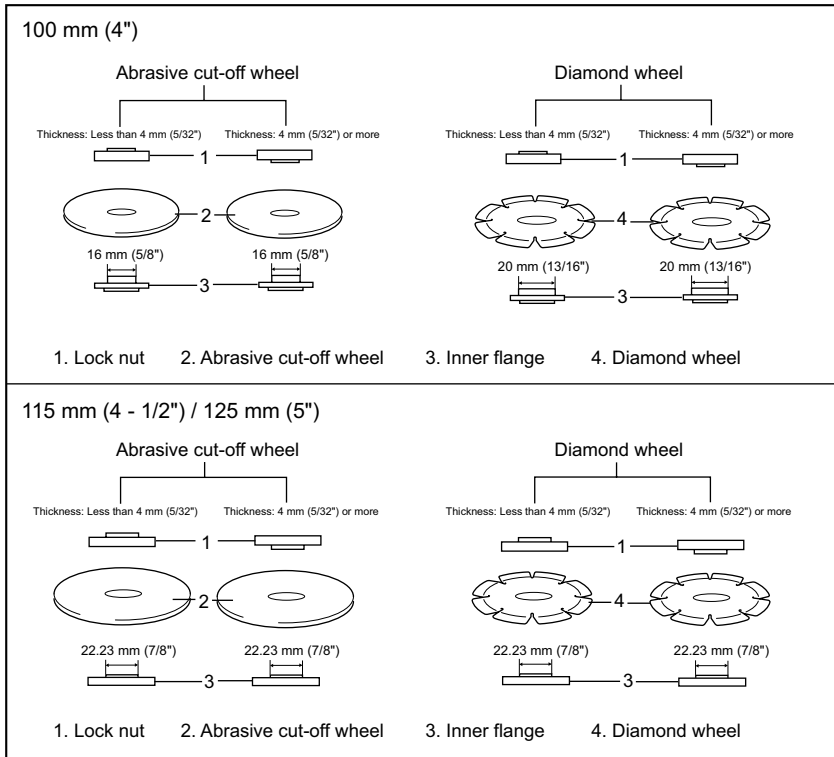 100 mm (4")
Abrasive cut-off wheel
Diamond wheel
Thickness: Less than 4 mm (5/32") Thickness: 4 mm (5/32") or more
Thickness: Less than 4 mm (5/32") Thickness: 4 mm (5/32") or more
1
1
2
4
16 mm (5/8") 16 mm (5/8")
20 mm (13/16") 20 mm (13/16")
3
3
1. Lock nut 2. Abrasive cut-off wheel 3. Inner flange 4. Diamond wheel
115 mm (4 - 1/2") / 125 mm (5")
Abrasive cut-off wheel
Diamond wheel
Thickness: Less than 4 mm (5/32") Thickness: 4 mm (5/32") or more
Thickness: Less than 4 mm (5/32") Thickness: 4 mm (5/32") or more
1
1
2
4
22.23 mm (7/8") 22.23 mm (7/8")
22.23 mm (7/8") 22.23 mm (7/8")
3
3
1. Lock nut 2. Abrasive cut-off wheel 3. Inner flange 4. Diamond wheel